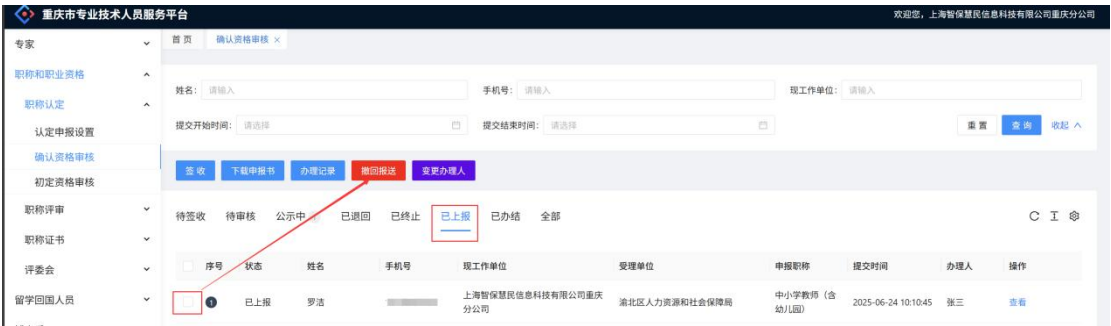 重庆市专业技术人员服务平台
欢迎您，上海智保慧民信息科技有限公司重庆分公司
专家
首页 确认资格审核 ×
职称和职业资格
姓名： 请输入 手机号： 请输入 现工作单位： 请输入
职称认定
提交开始时间： 请选择 提交结束时间： 请选择 重置 查询 收起
认定申报设置
确认资格审核
签收 下载申报书 办理记录 撤回报送 变更办理人
初定资格审核
职称评审
待签收 待审核 公示中 已退回 已终止 已上报 已办结 全部
职称证书
评委会
序号 状态 姓名 手机号 现工作单位 受理单位 申报职称 提交时间 办理人 操作
留学回国人员
1 已上报 罗洁 上海智保慧民信息科技有限公司重庆
分公司 渝北区人力资源和社会保障局 中小学教师（含
幼儿园） 2025-06-24 10:10:45 张三 查看